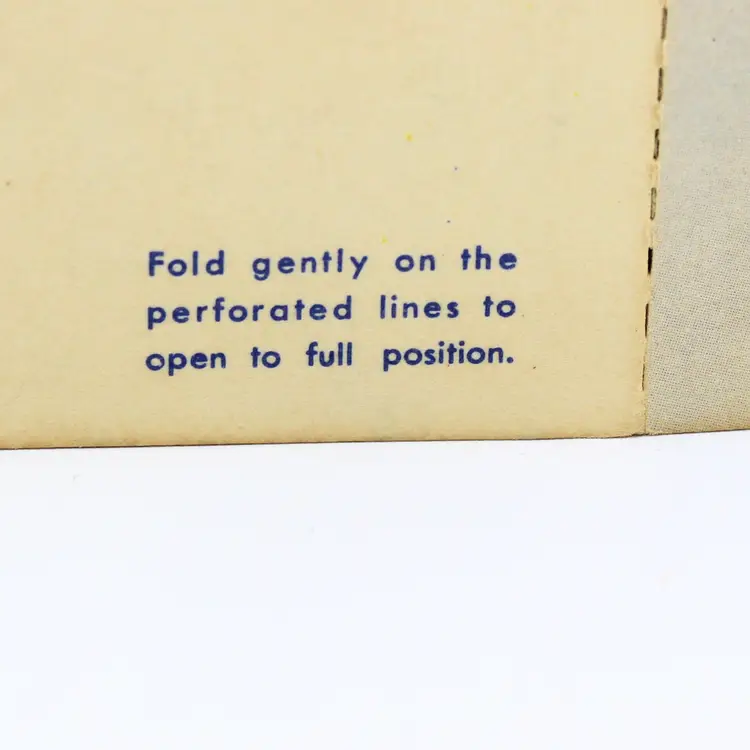 Fold gently on the
perforated lines to
open to full position.